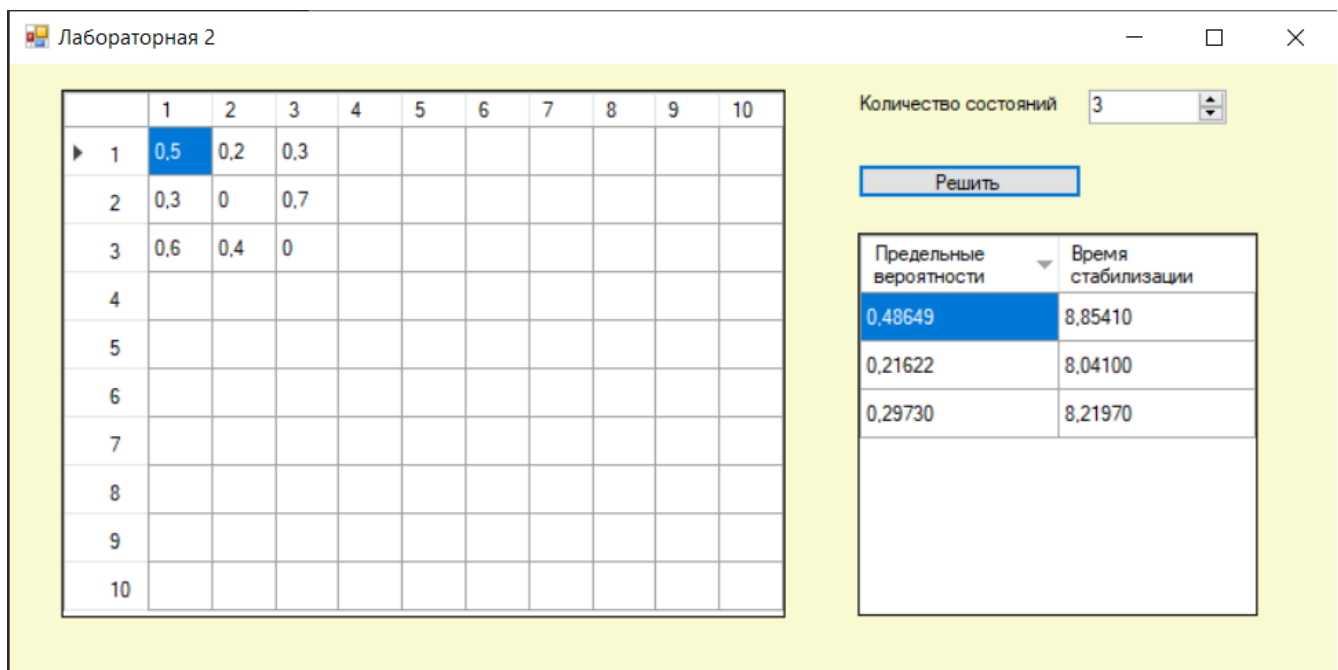 Лабораторная 2
1 2 3 4 5 6 7 8 9 10
1 0,5 0,2 0,3
2 0,3 0 0,7
3 0,6 0,4 0
4
5
6
7
8
9
10
Количество состояний 3
Решить
Предельные вероятности
Время стабилизации
0,48649 8,85410
0,21622 8,04100
0,29730 8,21970